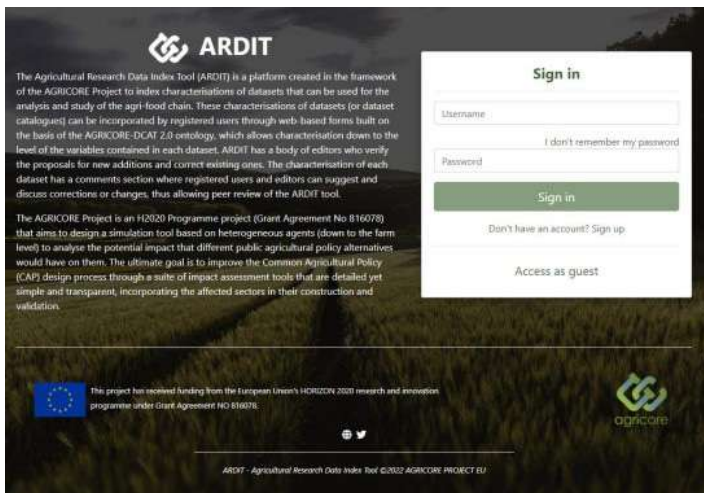 ARDIT
The Agricultural Research Data Index Tool (ARDIT) is a platform created in the framework
of the AGRICORE Project to index characterisations of datasets that can be used for the
analysis and study of the agri-food chain. These characterisations of datasets (or dataset
catalogues) can be incorporated by registered users through web-based forms built on
the basis of the AGRICORE-DCAT 2.0 ontology, which allows characterisation down to the
level of the variables contained in each dataset. ARDIT has a body of editors who verify
the proposals for new additions and correct existing ones. The characterisation of each
dataset has a comments section where registered users and editors can suggest and
discuss corrections or changes, thus allowing peer review of the ARDIT tool.
The AGRICORE Project is an H2020 Programme project (Grant Agreement No 816078)
that aims to design a simulation tool based on heterogeneous agents (down to the farm
level) to analyse the potential impact that different public agricultural policy alternatives
would have on them. The ultimate goal is to improve the Common Agricultural Policy
(CAP) design process through a suite of impact assessment tools that are detailed yet
simple and transparent, incorporating the affected sectors in their construction and
validation.
Sign in
Username
I don't remember my password
Password
Sign in
Don't have an account? Sign up
Access as guest
This project has received funding from the European Union's HORIZON 2020 research and innovation
programme under Grant Agreement NO 816078.
agricore
ARDIT - Agricultural Research Data Index Tool ©2022 AGRICORE PROJECT EU